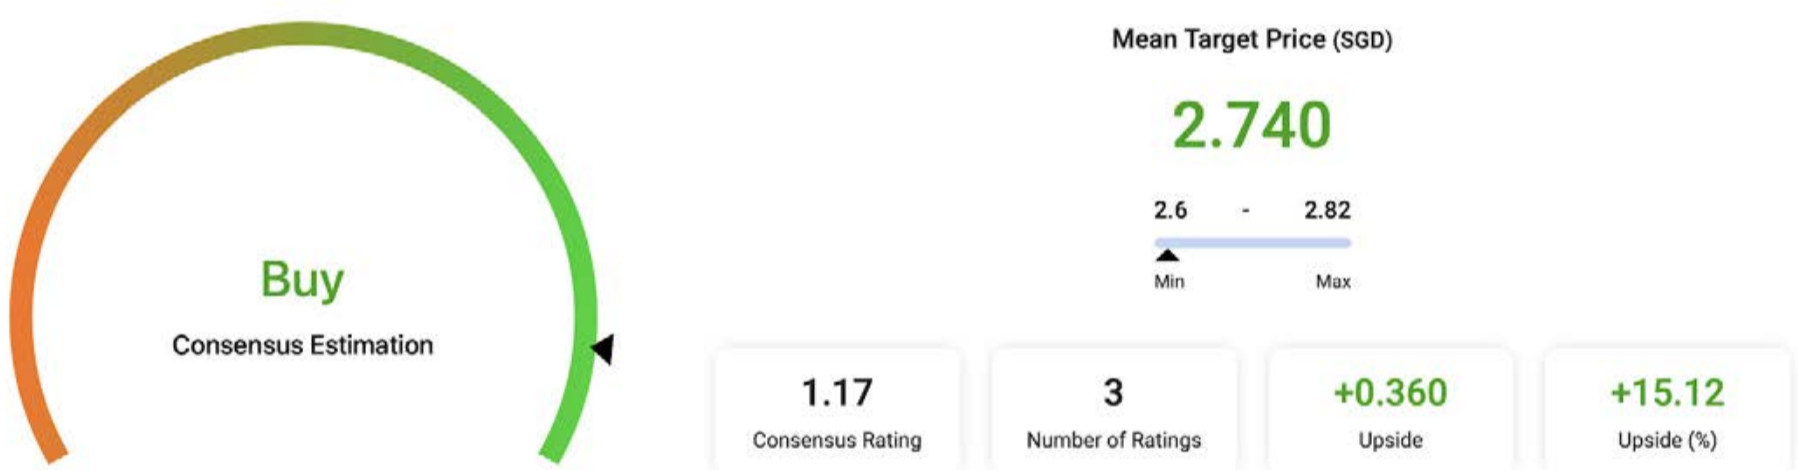 Buy
Consensus Estimation
Mean Target Price (SGD)
2.740
2.6 - 2.82
Min Max
1.17
Consensus Rating
3
Number of Ratings
+0.360
Upside
+15.12
Upside (%)